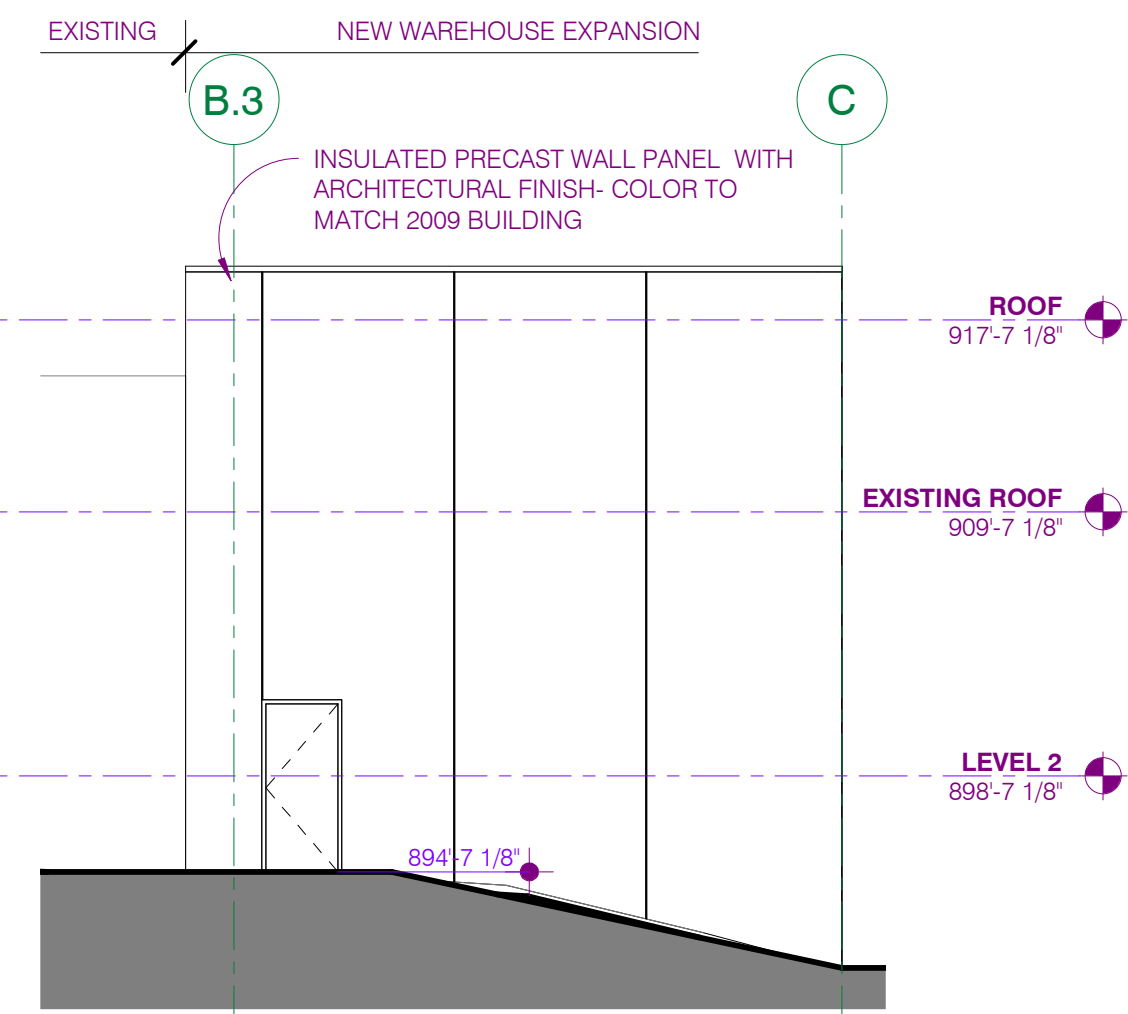 EXISTING
NEW WAREHOUSE EXPANSION
B.3
C
INSULATED PRECAST WALL PANEL WITH
ARCHITECTURAL FINISH- COLOR TO
MATCH 2009 BUILDING
ROOF
917'-7 1/8"
EXISTING ROOF
909'-7 1/8"
LEVEL 2
898'-7 1/8"
894'-7 1/8"